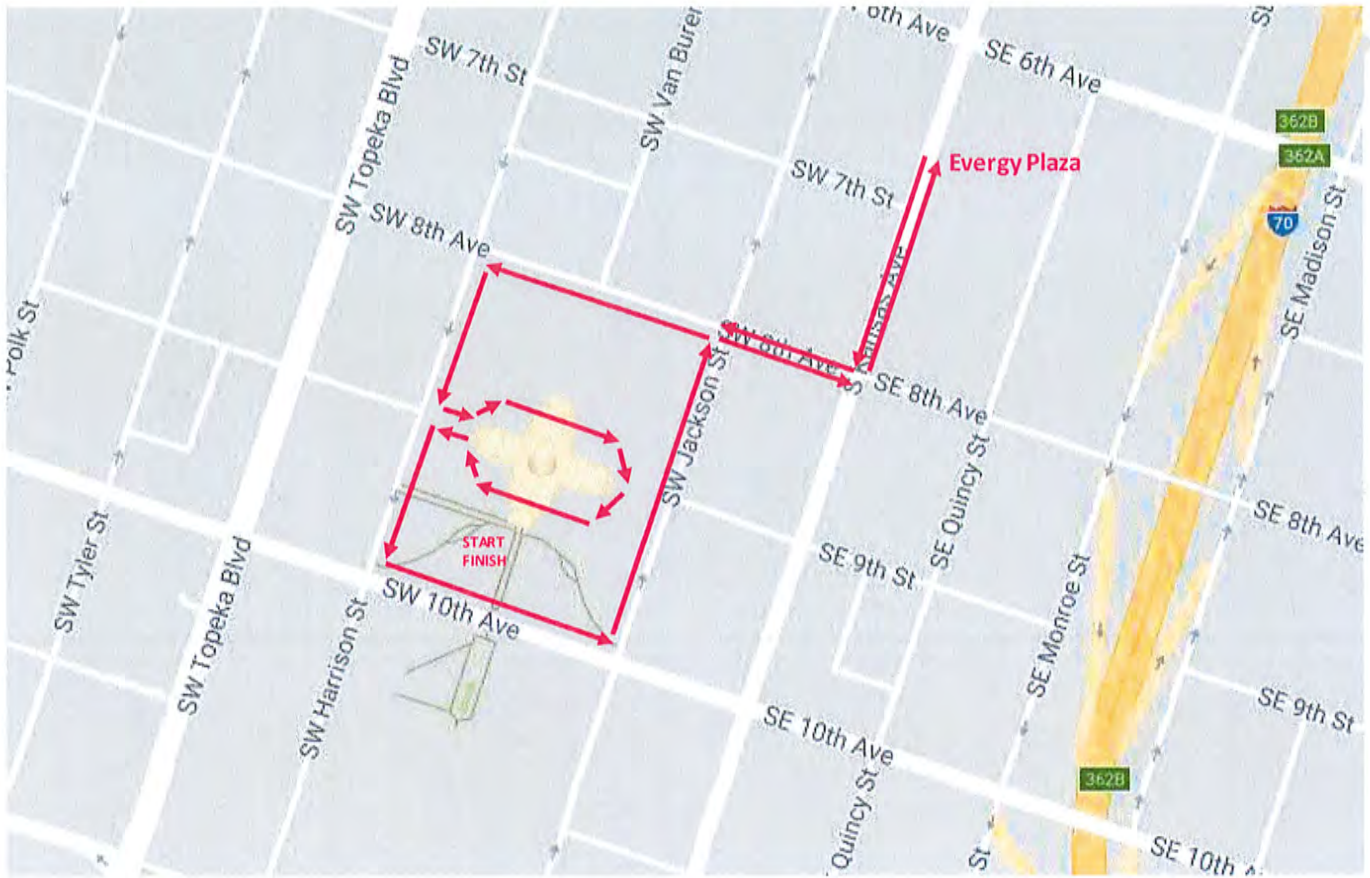 6th Ave
SE 6th Ave
SW 7th St
SW Van Buren
SW Topeka Blvd
362B
362A
Evergy Plaza
SW 7th St
70
SE Madison St
SW 8th Ave
S Kansas Ave
SW 8th Ave
SE 8th Ave
Polk St
SW Jackson St
SE Quincy St
SE 8th Ave
START
FINISH
SW Tyler St
SW Topeka Blvd
SE 9th St
SW 10th Ave
SW Harrison St
SE Monroe St
SE 9th St
SE 10th Ave
362B
Quincy St
St
SE 10th A
St